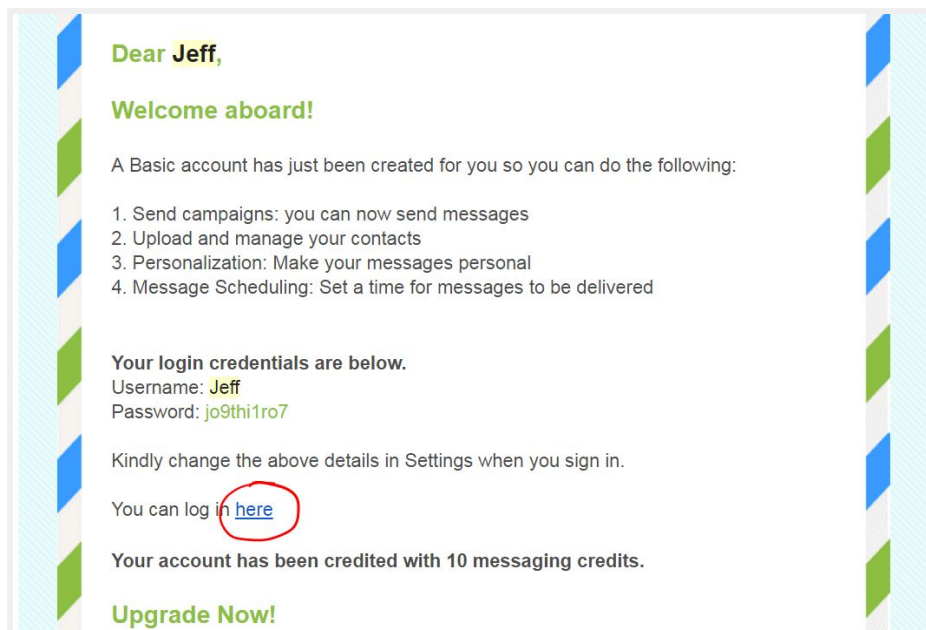 Dear Jeff,
Welcome aboard!
A Basic account has just been created for you so you can do the following:
1. Send campaigns: you can now send messages
2. Upload and manage your contacts
3. Personalization: Make your messages personal
4. Message Scheduling: Set a time for messages to be delivered
Your login credentials are below.
Username: Jeff
Password: jo9thi1ro7
Kindly change the above details in Settings when you sign in.
You can log in here
Your account has been credited with 10 messaging credits.
Upgrade Now!